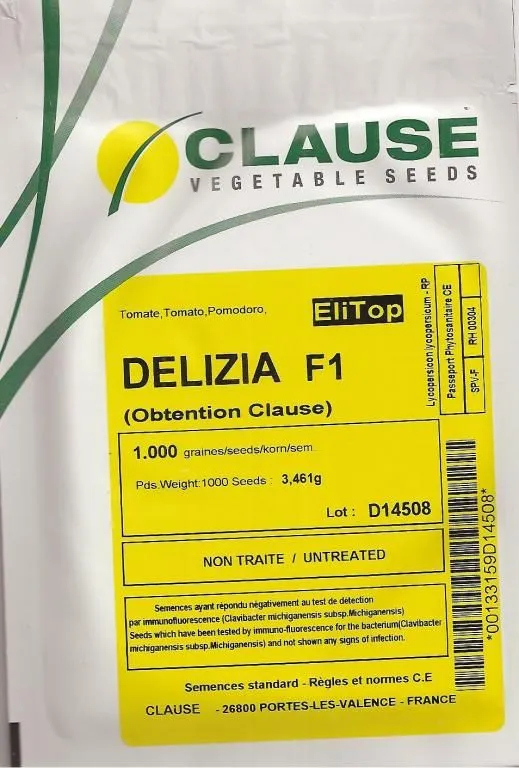 CLAUSE
VEGETABLE SEEDS
Tomate,Tomato,Pomodoro,
EliTop
DELIZIA F1
(Obtention Clause)
1.000 graines/seeds/korn/sem.
Pds.Weight:1000 Seeds : 3,461g
Lot : D14508
NON TRAITE / UNTREATED
Semences ayant répondu négativement au test de détection
par immunofluorescence (Clavibacter michiganensis subsp.Michiganensis)
Seeds which have been tested by immuno-fluorescence for the bacterium(Clavibacter
michiganensis subsp.Michiganensis) and not shown any signs of infection.
Semences standard - Règles et normes C.E
CLAUSE - 26800 PORTES-LES-VALENCE - FRANCE
Lycopersicon lycopersicum - RP
Passeport Phytosanitaire CE
SPV-F RH 00304
*00133159D14508*